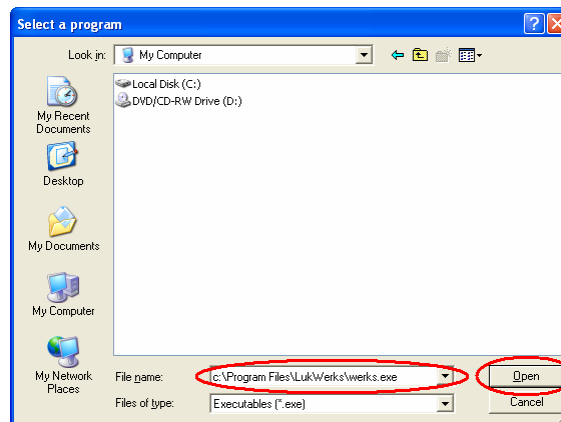 Select a program
Look in: My Computer
Local Disk (C:)
DVD/CD-RW Drive (D:)
My Recent
Documents
Desktop
My Documents
My Computer
My Network
Places
File name: c:\Program Files\LukWerks\werks.exe Open
Files of type: Executables (*.exe) Cancel